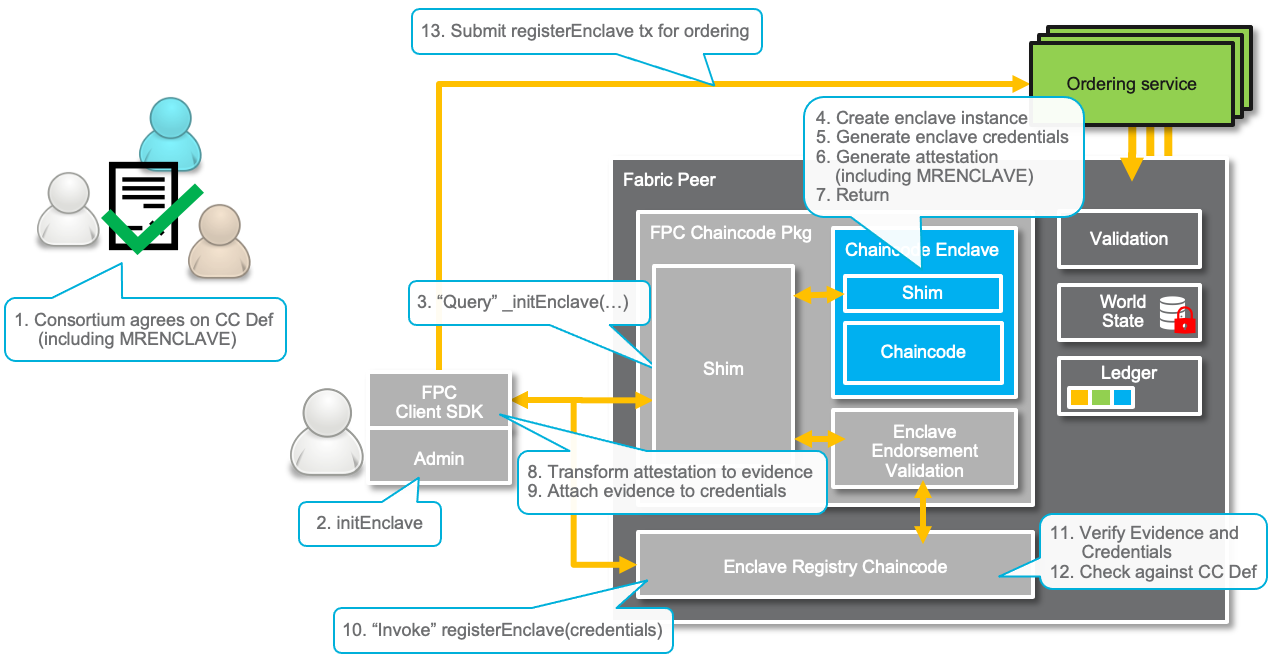 13. Submit registerEnclave tx for ordering
Ordering service
4. Create enclave instance
5. Generate enclave credentials
6. Generate attestation
(including MRENCLAVE)
7. Return
Fabric Peer
FPC Chaincode Pkg
Chaincode Enclave
Shim
Chaincode
Validation
World
State
Ledger
3. “Query” _initEnclave(…)
Shim
1. Consortium agrees on CC Def
(including MRENCLAVE)
FPC
Client SDK
Admin
2. initEnclave
Enclave
Endorsement
Validation
8. Transform attestation to evidence
9. Attach evidence to credentials
11. Verify Evidence and
Credentials
12. Check against CC Def
Enclave Registry Chaincode
10. “Invoke” registerEnclave(credentials)